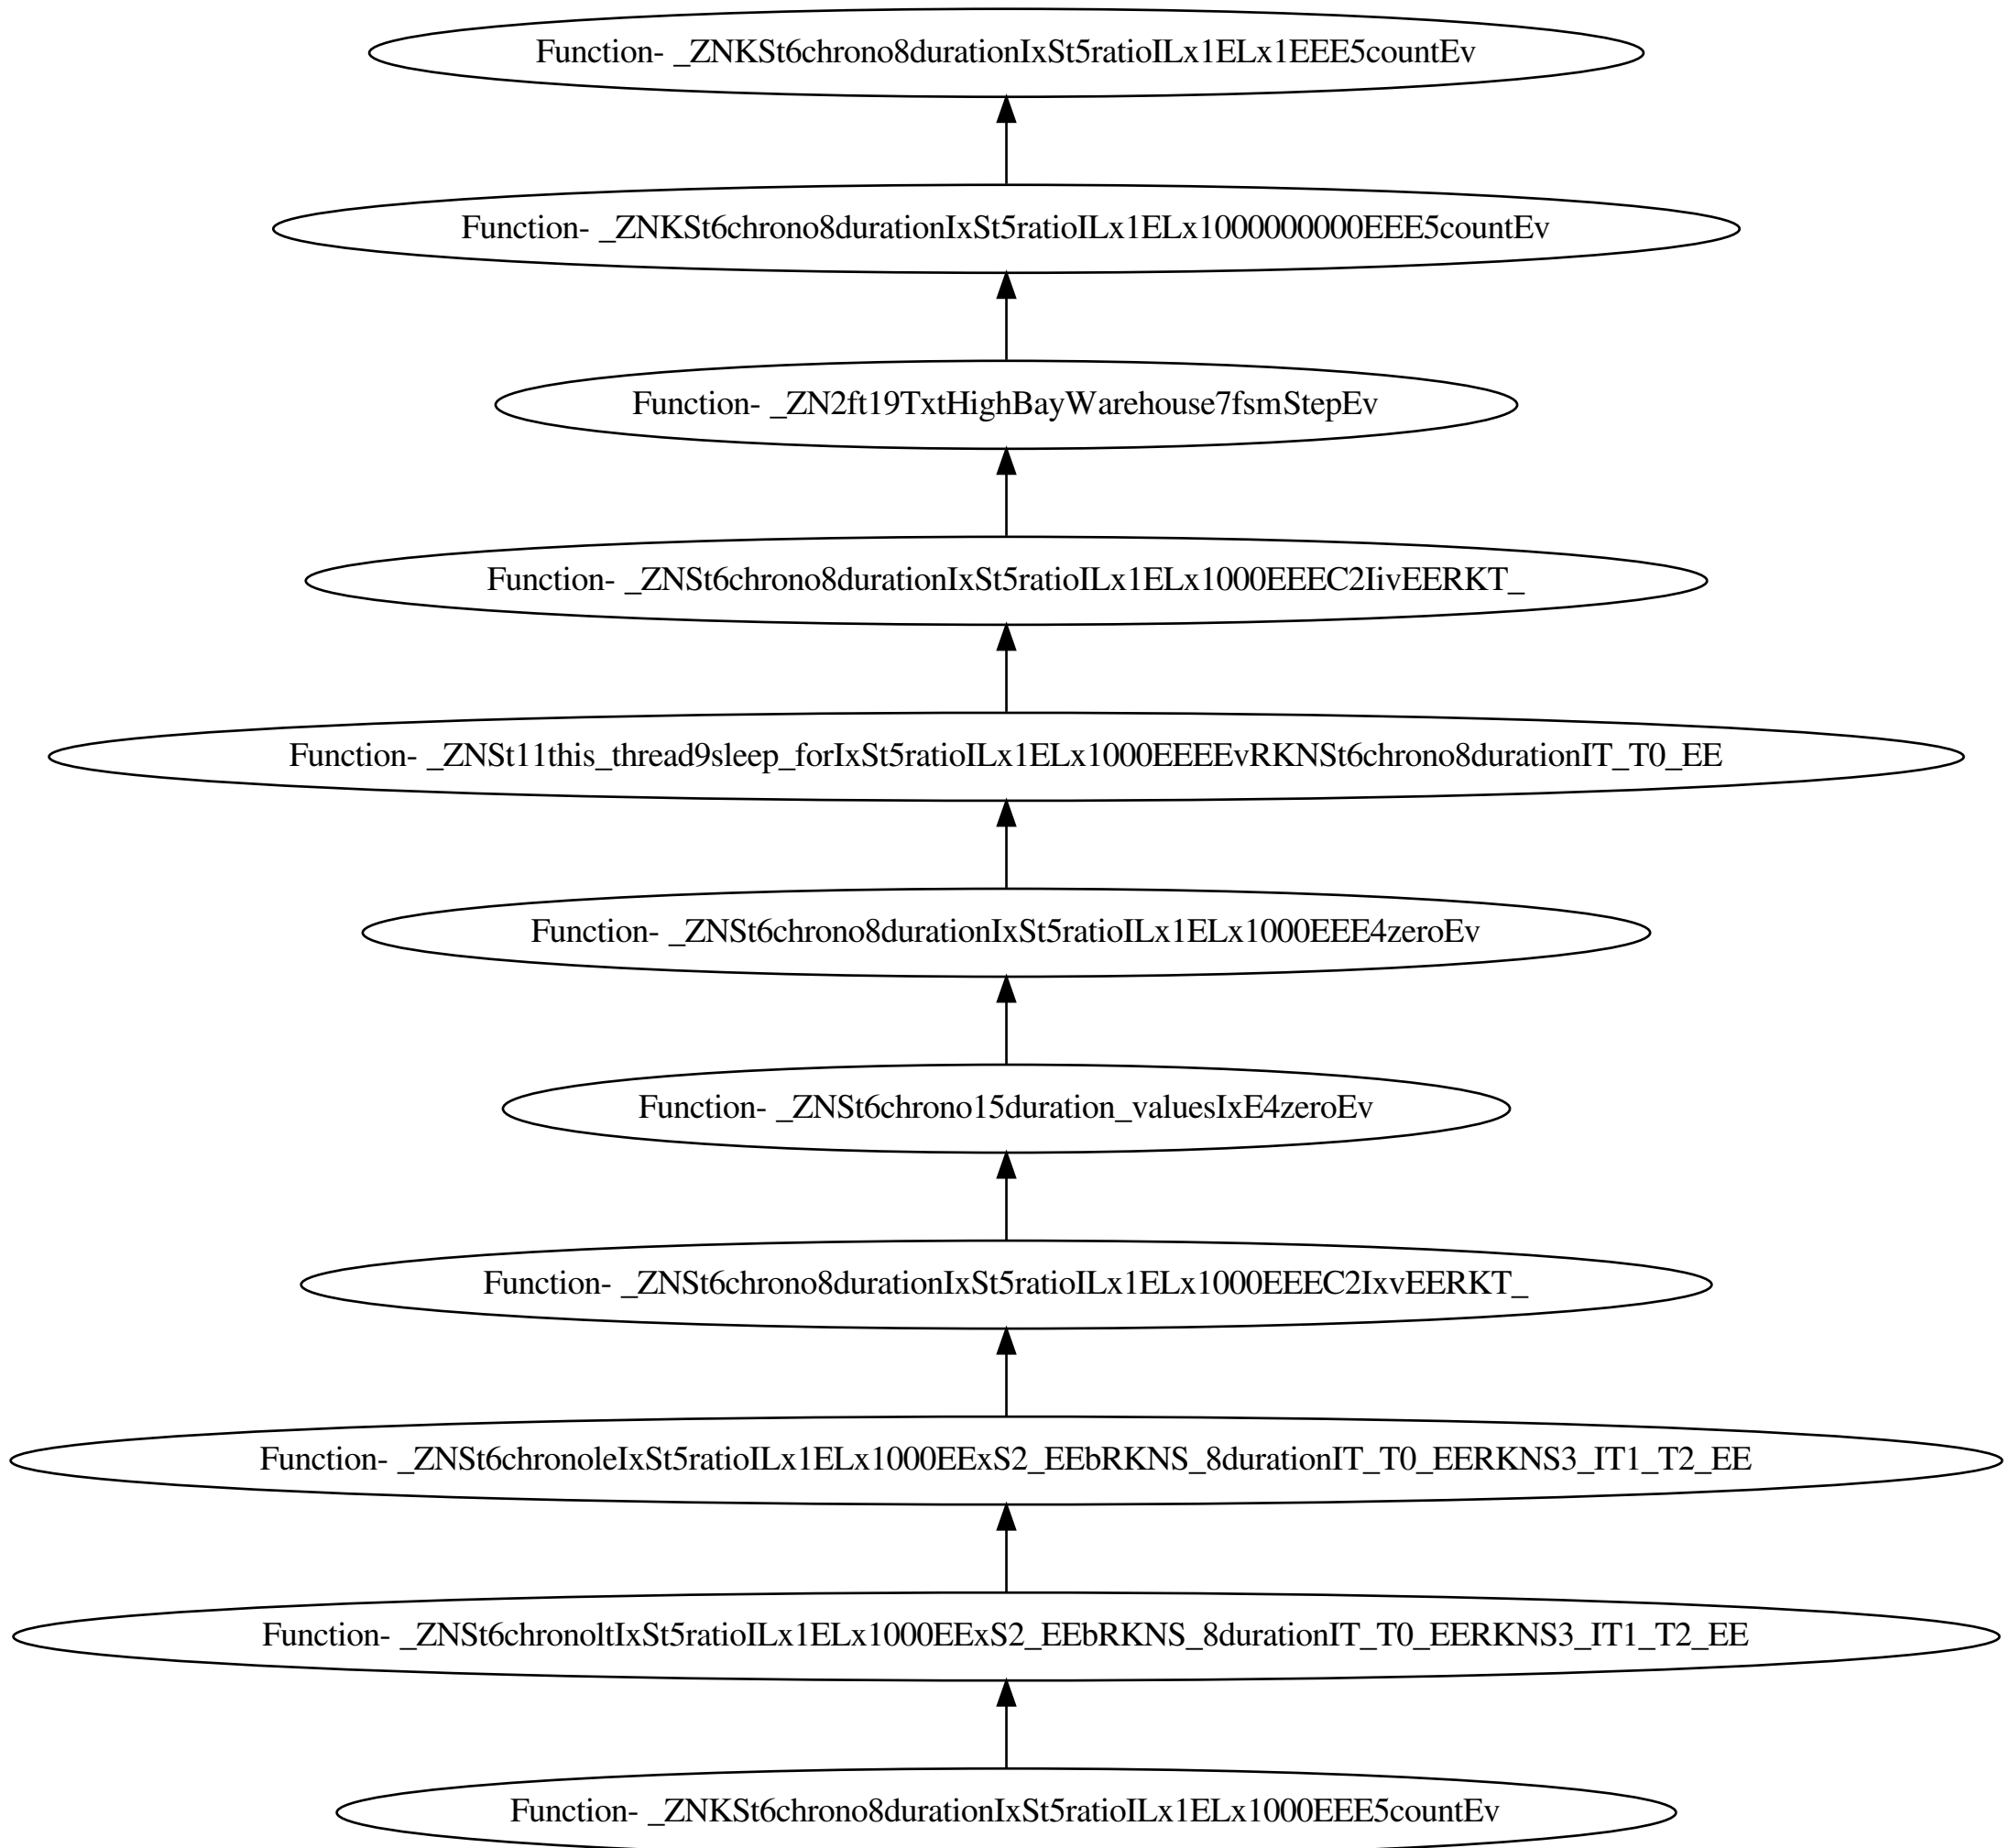 Function- _ZNKSt6chrono8durationIxSt5ratioILx1ELx1EEE5countEv
Function- _ZNKSt6chrono8durationIxSt5ratioILx1ELx1000000000EEE5countEv
Function- _ZN2ft19TxtHighBayWarehouse7fsmStepEv
Function- _ZNSt6chrono8durationIxSt5ratioILx1ELx1000EEEC2IivEERKT_
Function- _ZNSt11this_thread9sleep_forIxSt5ratioILx1ELx1000EEEEvRKNSt6chrono8durationIT_T0_EE
Function- _ZNSt6chrono8durationIxSt5ratioILx1ELx1000EEE4zeroEv
Function- _ZNSt6chrono15duration_valuesIxE4zeroEv
Function- _ZNSt6chrono8durationIxSt5ratioILx1ELx1000EEEC2IxvEERKT_
Function- _ZNSt6chronoleIxSt5ratioILx1ELx1000EExS2_EEbRKNS_8durationIT_T0_EERKNS3_IT1_T2_EE
Function- _ZNSt6chronoltIxSt5ratioILx1ELx1000EExS2_EEbRKNS_8durationIT_T0_EERKNS3_IT1_T2_EE
Function- _ZNKSt6chrono8durationIxSt5ratioILx1ELx1000EEE5countEv